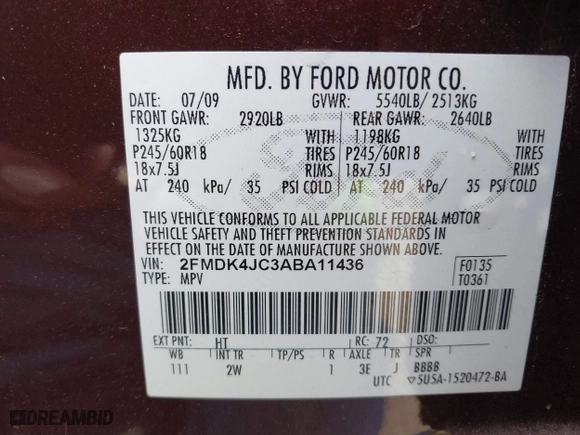 MFD. BY FORD MOTOR CO.
DATE: 07/09 GVWR: 5540LB/ 2513KG
FRONT GAWR: 2920LB REAR GAWR: 2640LB
1325KG WITH 1198KG WITH
P245/60R18 TIRES P245/60R18 TIRES
18x7.5J RIMS 18x7.5J RIMS
AT 240 kPa/ 35 PSI COLD AT 240 kPa/ 35 PSI COLD
THIS VEHICLE CONFORMS TO ALL APPLICABLE FEDERAL MOTOR
VEHICLE SAFETY AND THEFT PREVENTION STANDARDS IN
EFFECT ON THE DATE OF MANUFACTURE SHOWN ABOVE.
VIN: 2FMDK4JC3ABA11436 F0135
TYPE: MPV T0361
EXT PNT: HT RC: 72 DSO:
WB INT TR TP/PS R AXLE TR SPR
111 2W 1 3E J BBBB
UTC 5U5A-1520472-BA
DREAMBID